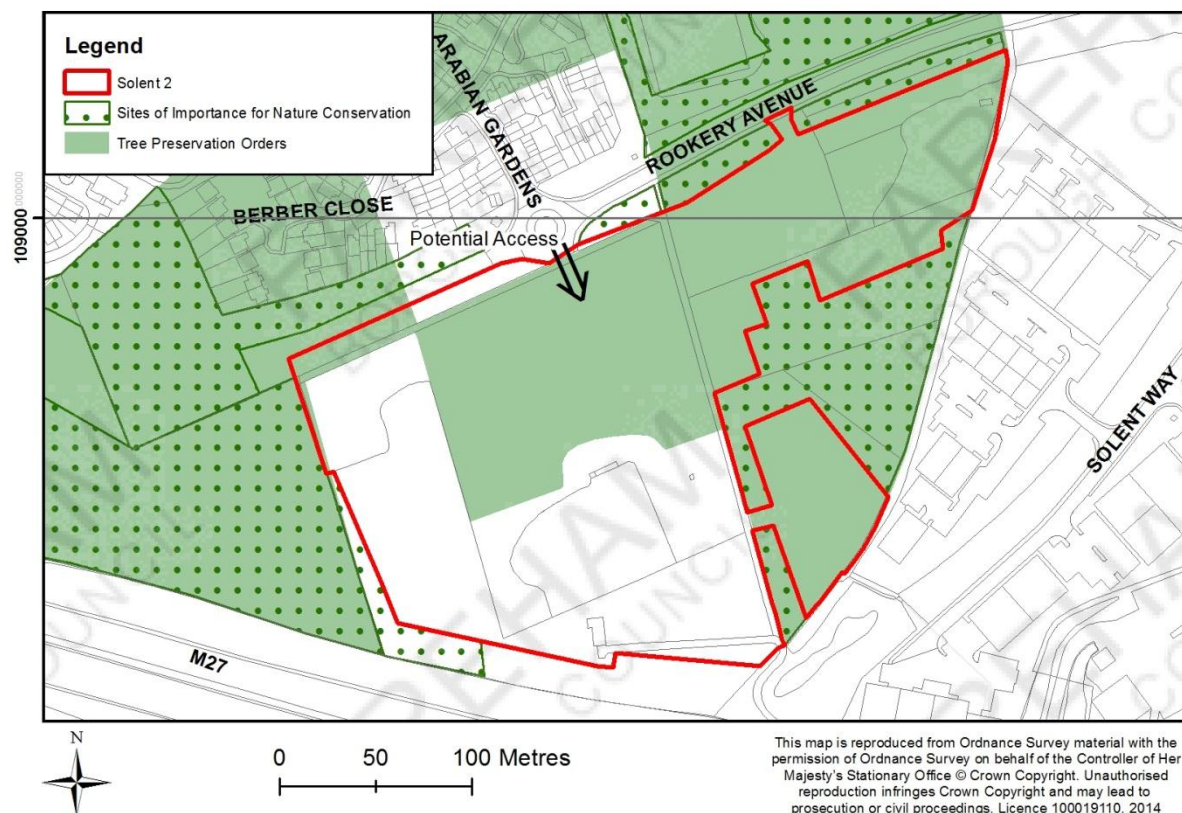 Legend
Solent 2
Sites of Importance for Nature Conservation
Tree Preservation Orders
ARABIAN GARDENS
ROOKERY AVENUE
BERBER CLOSE
109000
000000
Potential Access
SOLENT WAY
M27
N
0 50 100 Metres
This map is reproduced from Ordnance Survey material with the
permission of Ordnance Survey on behalf of the Controller of Her
Majesty's Stationary Office © Crown Copyright. Unauthorised
reproduction infringes Crown Copyright and may lead to
prosecution or civil proceedings. Licence 100019110. 2014